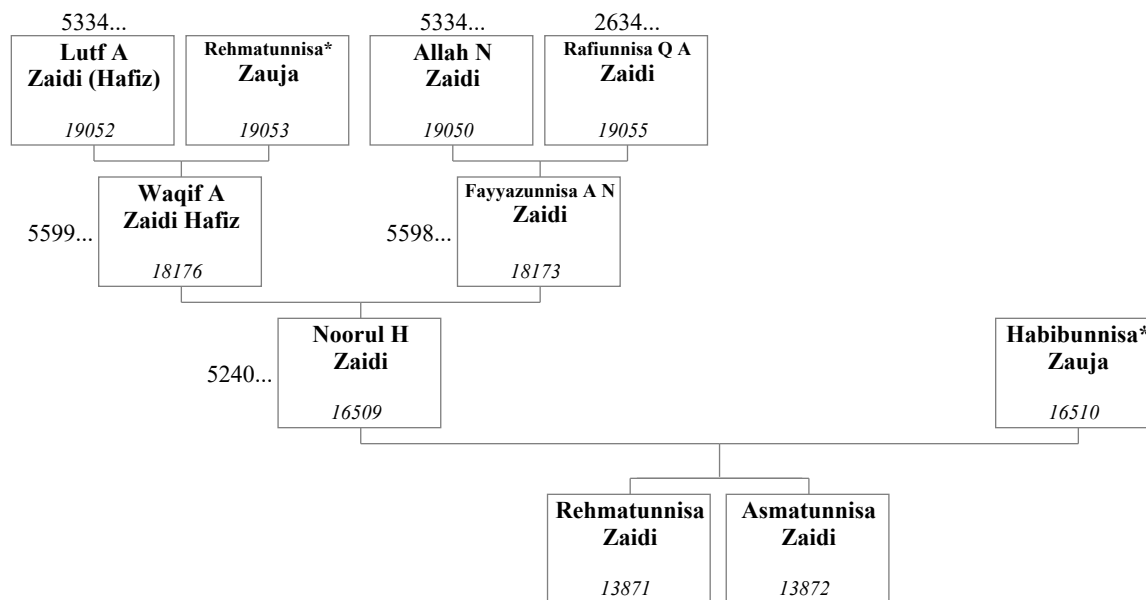 5334...
5334...
2634...
Lutf A
Zaidi (Hafiz)
19052
Rehmatunnisa*
Zauja
19053
Allah N
Zaidi
19050
Rafiunnisa Q A
Zaidi
19055
5599...
Waqif A
Zaidi Hafiz
18176
5598...
Fayyazunnisa A N
Zaidi
18173
5240...
Noorul H
Zaidi
16509
Habibunnisa*
Zauja
16510
Rehmatunnisa
Zaidi
13871
Asmatunnisa
Zaidi
13872